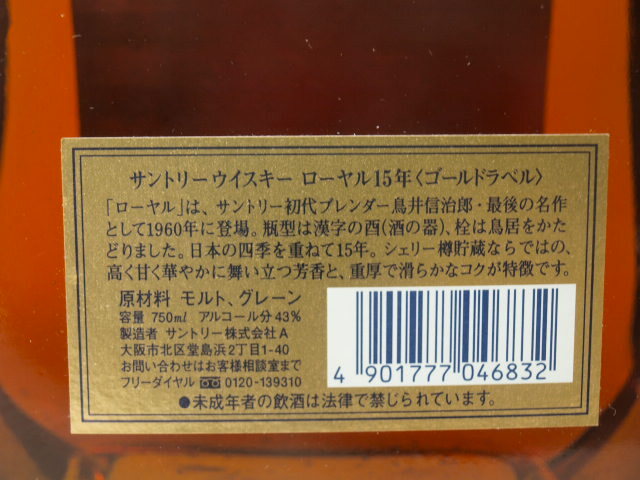 サントリーウイスキー ローヤル15年〈ゴールドラベル〉
「ローヤル」は、サントリー初代ブレンダー鳥井信治郎・最後の名作
として1960年に登場。瓶型は漢字の酉(酒の器)、栓は鳥居をかた
どりました。日本の四季を重ねて15年。シェリー樽貯蔵ならではの、
高く甘く華やかに舞い立つ芳香と、重厚で滑らかなコクが特徴です。
原材料 モルト、グレーン
容量 750ml アルコール分43%
製造者 サントリー株式会社A
大阪市北区堂島浜2丁目1-40
お問い合わせはお客様相談室まで
フリーダイヤル 0120-139310
4 901777 046832
●未成年者の飲酒は法律で禁じられています。